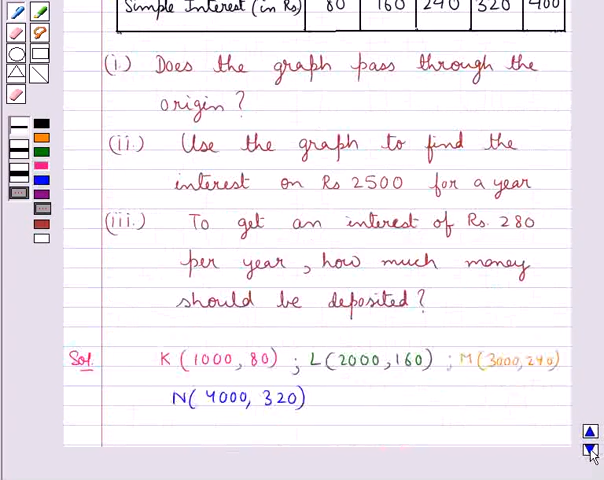 Simple Interest (in Rs) 80 160 240 320 400
(i.) Does the graph pass through the
origin?
(ii.) Use the graph to find the
interest on Rs 2500 for a year
(iii.) To get an interest of Rs. 280
per year, how much money
should be deposited?
Sol. K (1000, 80) ; L(2000, 160) ; M(3000, 240)
N( 4000, 320)